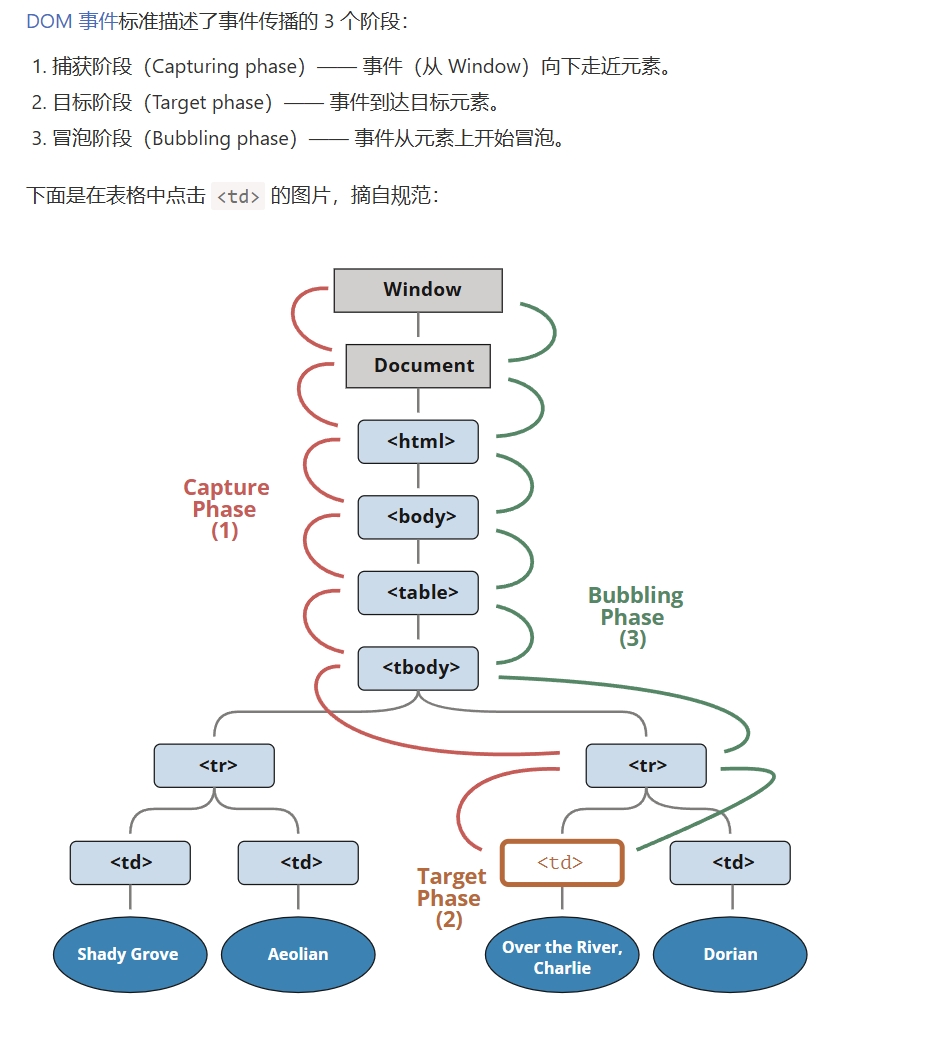 DOM 事件标准描述了事件传播的 3 个阶段：
1. 捕获阶段（Capturing phase）—— 事件（从 Window）向下走近元素。
2. 目标阶段（Target phase）—— 事件到达目标元素。
3. 冒泡阶段（Bubbling phase）—— 事件从元素上开始冒泡。
下面是在表格中点击 <td> 的图片，摘自规范：
Window
Document
<html>
Capture
Phase
(1)
<body>
<table>
Bubbling
Phase
(3)
<tbody>
<tr>
<tr>
<td>
<td>
<td>
<td>
Target
Phase
(2)
Shady Grove
Aeolian
Over the River,
Charlie
Dorian